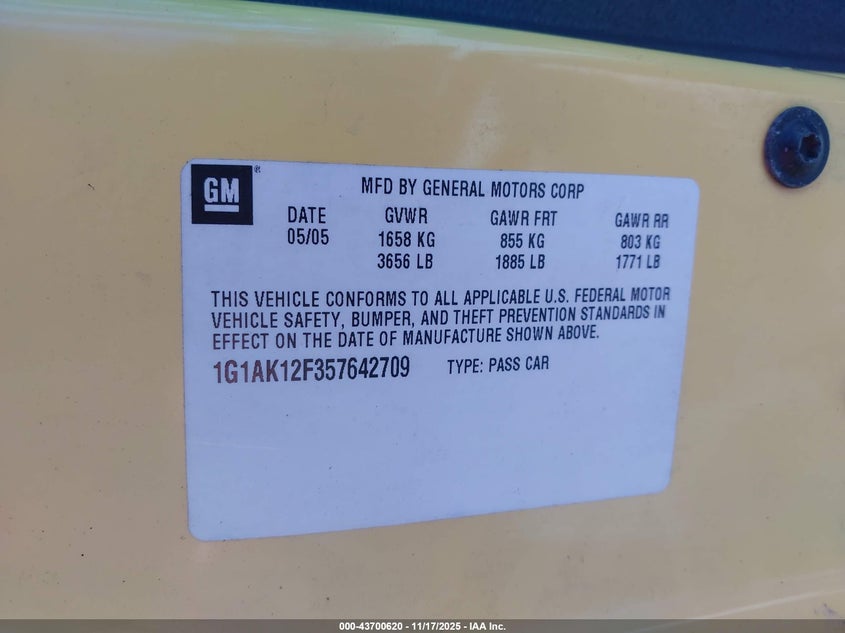 GM ®
MFD BY GENERAL MOTORS CORP
DATE GVWR GAWR FRT GAWR RR
05/05 1658 KG 855 KG 803 KG
3656 LB 1885 LB 1771 LB
THIS VEHICLE CONFORMS TO ALL APPLICABLE U.S. FEDERAL MOTOR
VEHICLE SAFETY, BUMPER, AND THEFT PREVENTION STANDARDS IN
EFFECT ON THE DATE OF MANUFACTURE SHOWN ABOVE.
1G1AK12F357642709 TYPE: PASS CAR
000-43700620 - 11/17/2025 - IAA Inc.